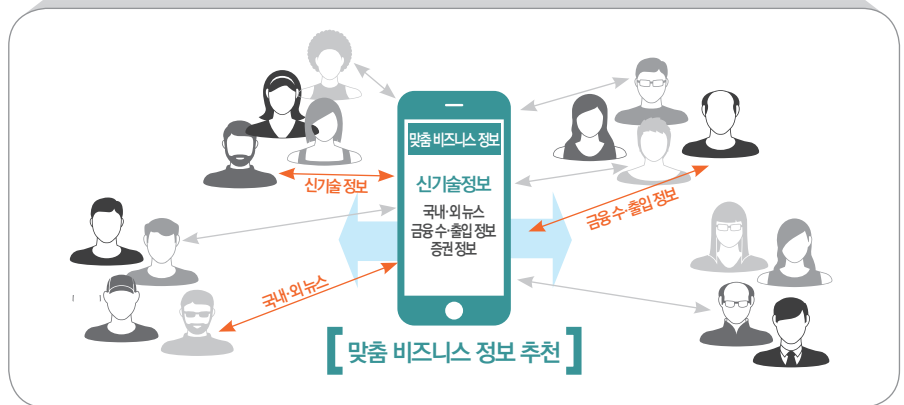 맞춤 비즈니스 정보
신기술정보
국내·외 뉴스
금융 수·출입 정보
증권 정보
신기술 정보
금융 수·출입 정보
국내·외 뉴스
[ 맞춤 비즈니스 정보 추천 ]